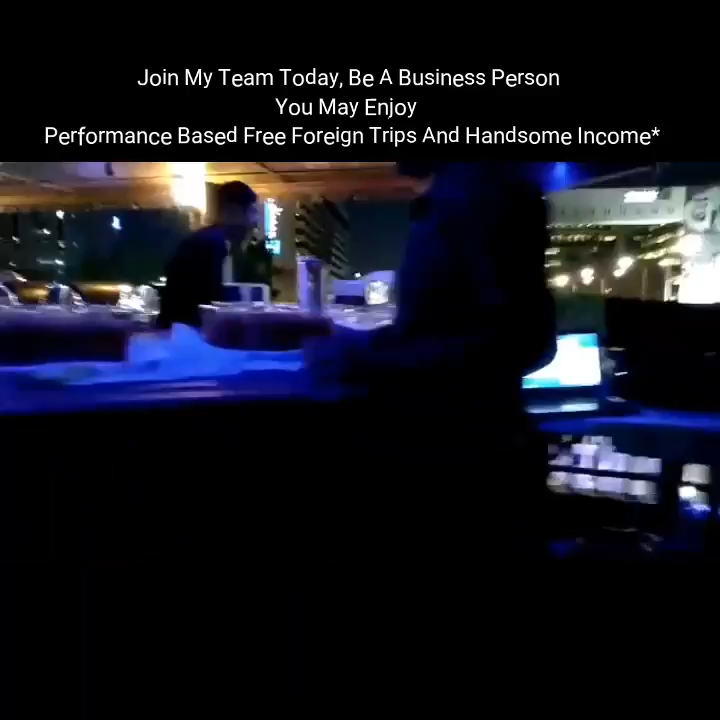 Join My Team Today, Be A Business Person
You May Enjoy
Performance Based Free Foreign Trips And Handsome Income*